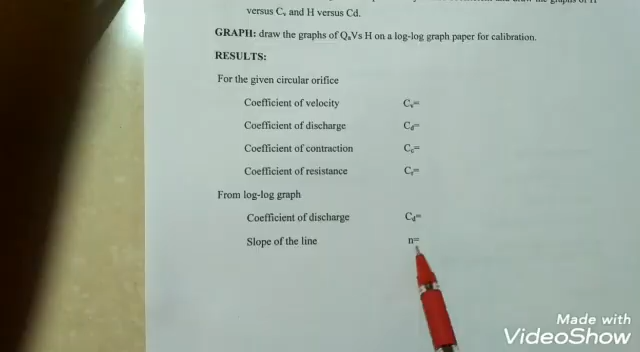 versus Cv and H versus Cd.
GRAPH: draw the graphs of QaVs H on a log-log graph paper for calibration.
RESULTS:
For the given circular orifice
Coefficient of velocity Cv=
Coefficient of discharge Cd=
Coefficient of contraction Cc=
Coefficient of resistance Cr=
From log-log graph
Coefficient of discharge Cd=
Slope of the line n=
Made with
VideoShow